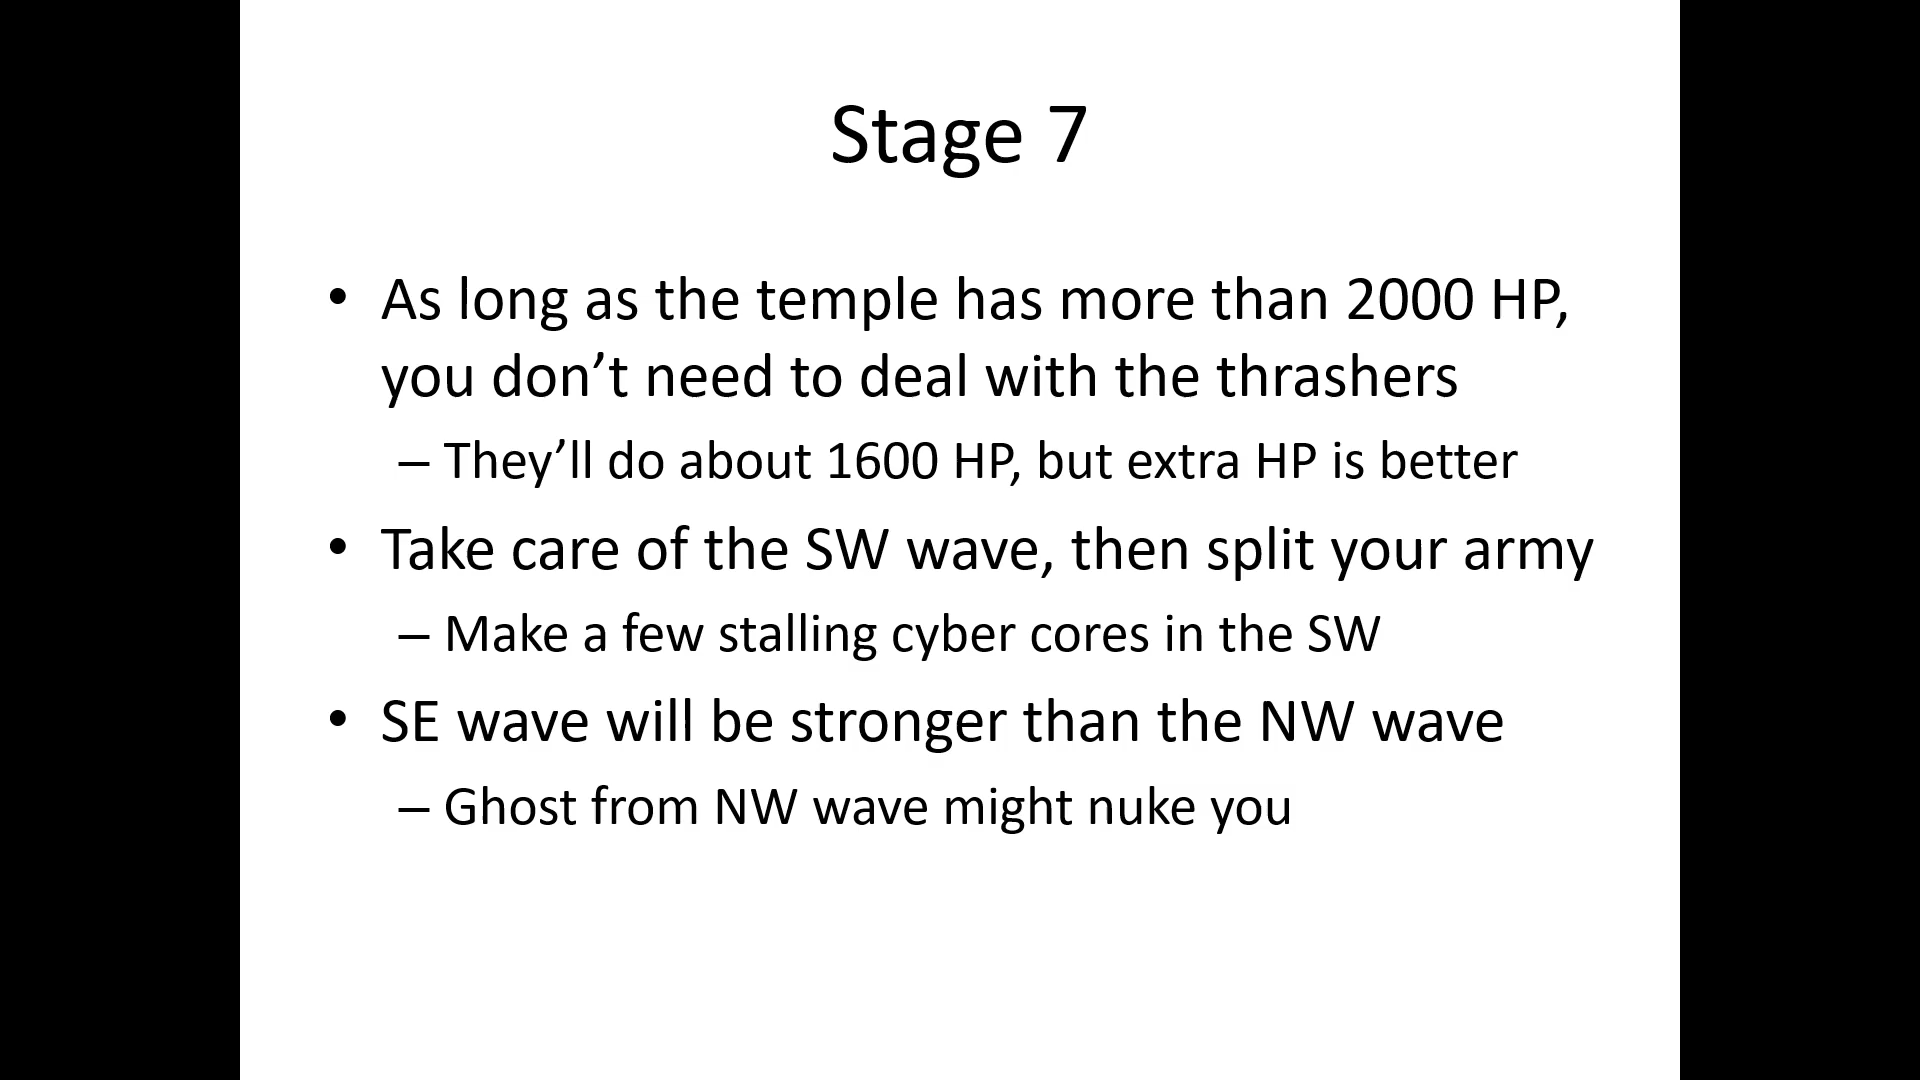 Stage 7
• As long as the temple has more than 2000 HP,
you don’t need to deal with the thrashers
– They’ll do about 1600 HP, but extra HP is better
• Take care of the SW wave, then split your army
– Make a few stalling cyber cores in the SW
• SE wave will be stronger than the NW wave
– Ghost from NW wave might nuke you